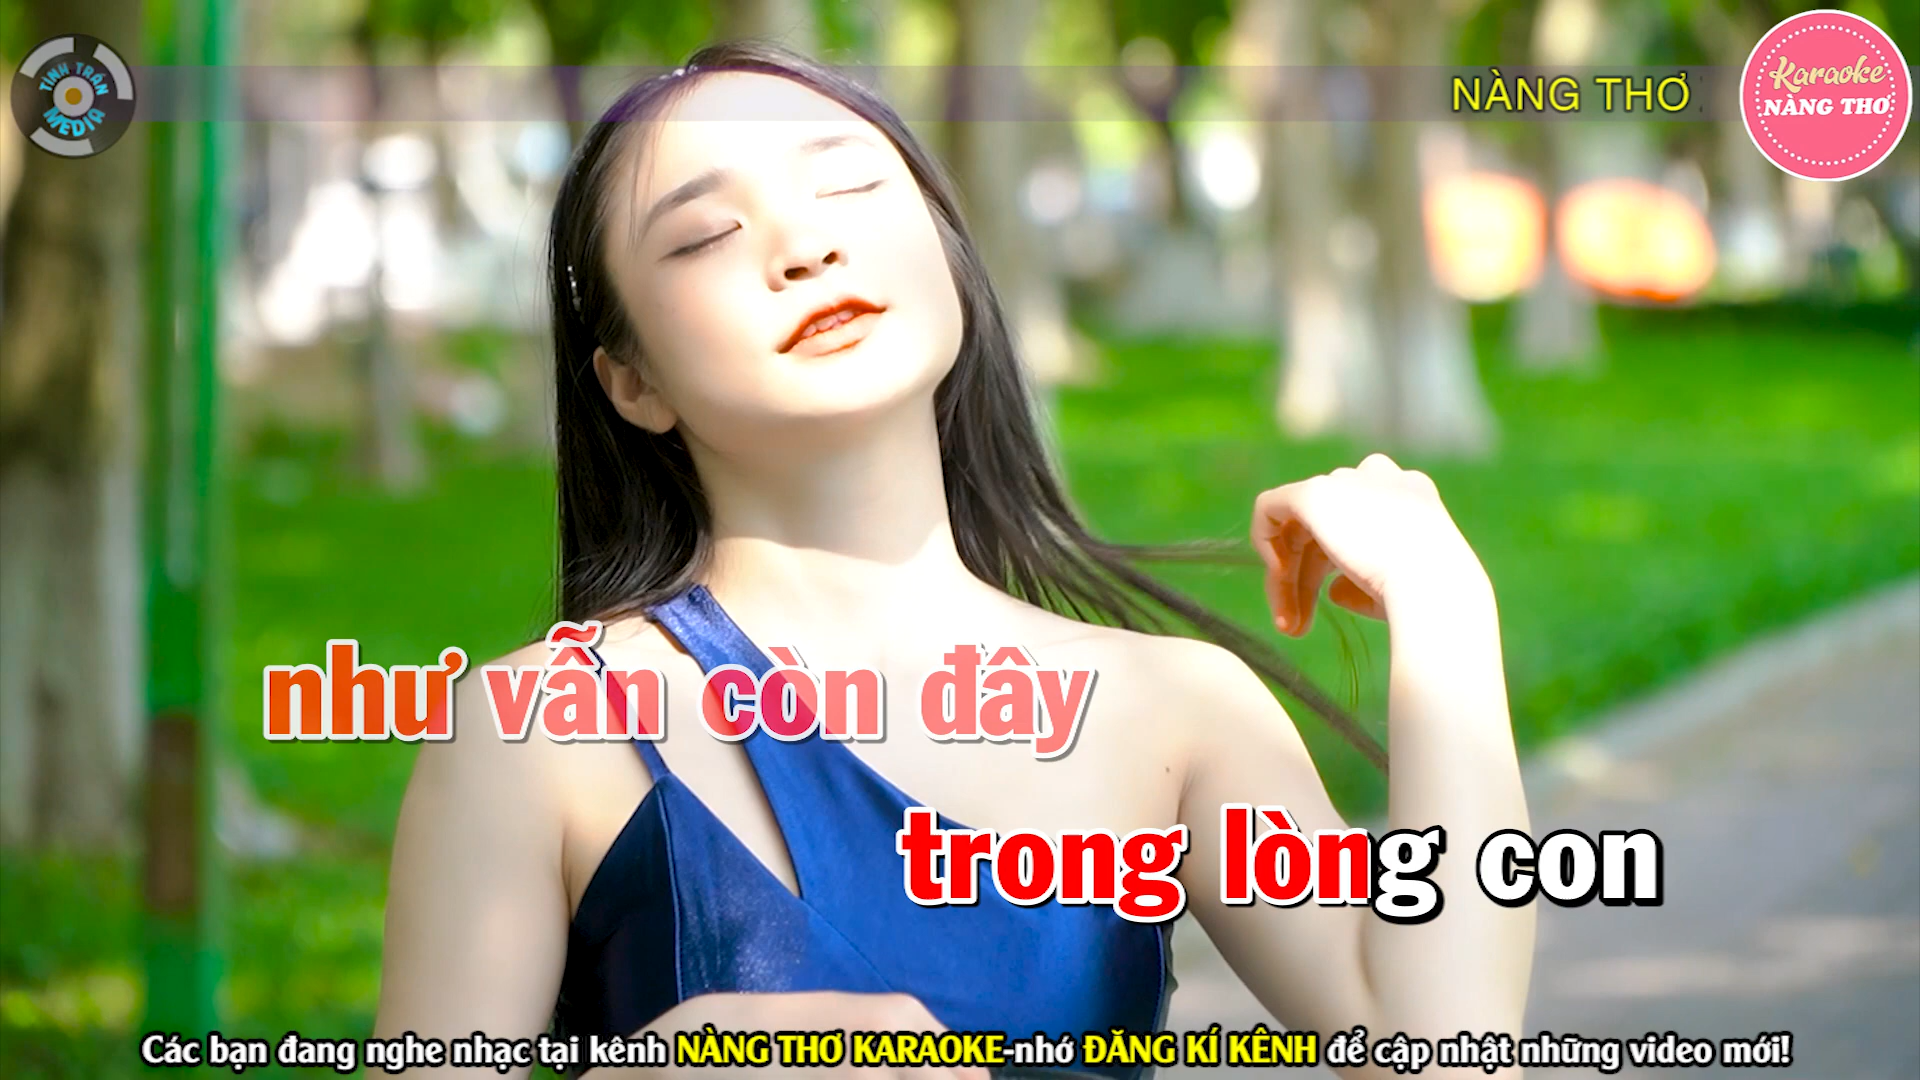 TÌNH TRẦN
MEDIA
NÀNG THƠ
Karaoke
NÀNG THƠ
như vẫn còn đây
trong lòng con
Các bạn đang nghe nhạc tại kênh NÀNG THƠ KARAOKE-nhớ ĐĂNG KÍ KÊNH để cập nhật những video mới!